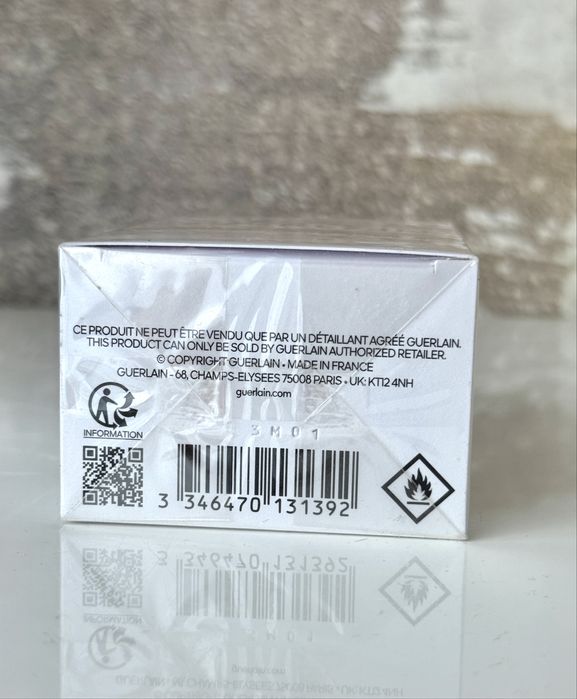 CE PRODUIT NE PEUT ÊTRE VENDU QUE PAR UN DÉTAILLANT AGRÉÉ GUERLAIN.
THIS PRODUCT CAN ONLY BE SOLD BY GUERLAIN AUTHORIZED RETAILER.
© COPYRIGHT GUERLAIN • MADE IN FRANCE
GUERLAIN - 68, CHAMPS-ELYSEES 75008 PARIS • UK: KT12 4NH
guerlain.com
3M01
INFORMATION
3 346470 131392